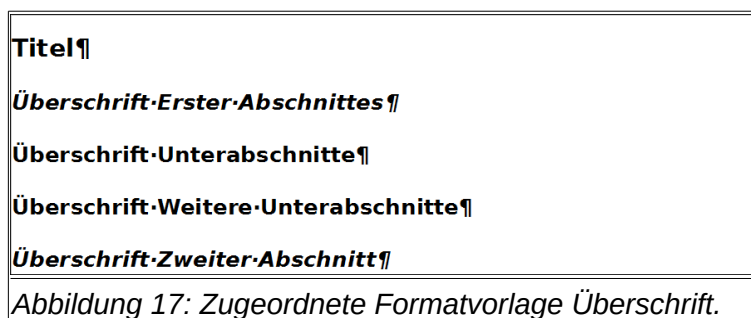 Titel¶
Überschrift·Erster·Abschnittes¶
Überschrift·Unterabschnitte¶
Überschrift·Weitere·Unterabschnitte¶
Überschrift·Zweiter·Abschnitt¶
Abbildung 17: Zugeordnete Formatvorlage Überschrift.